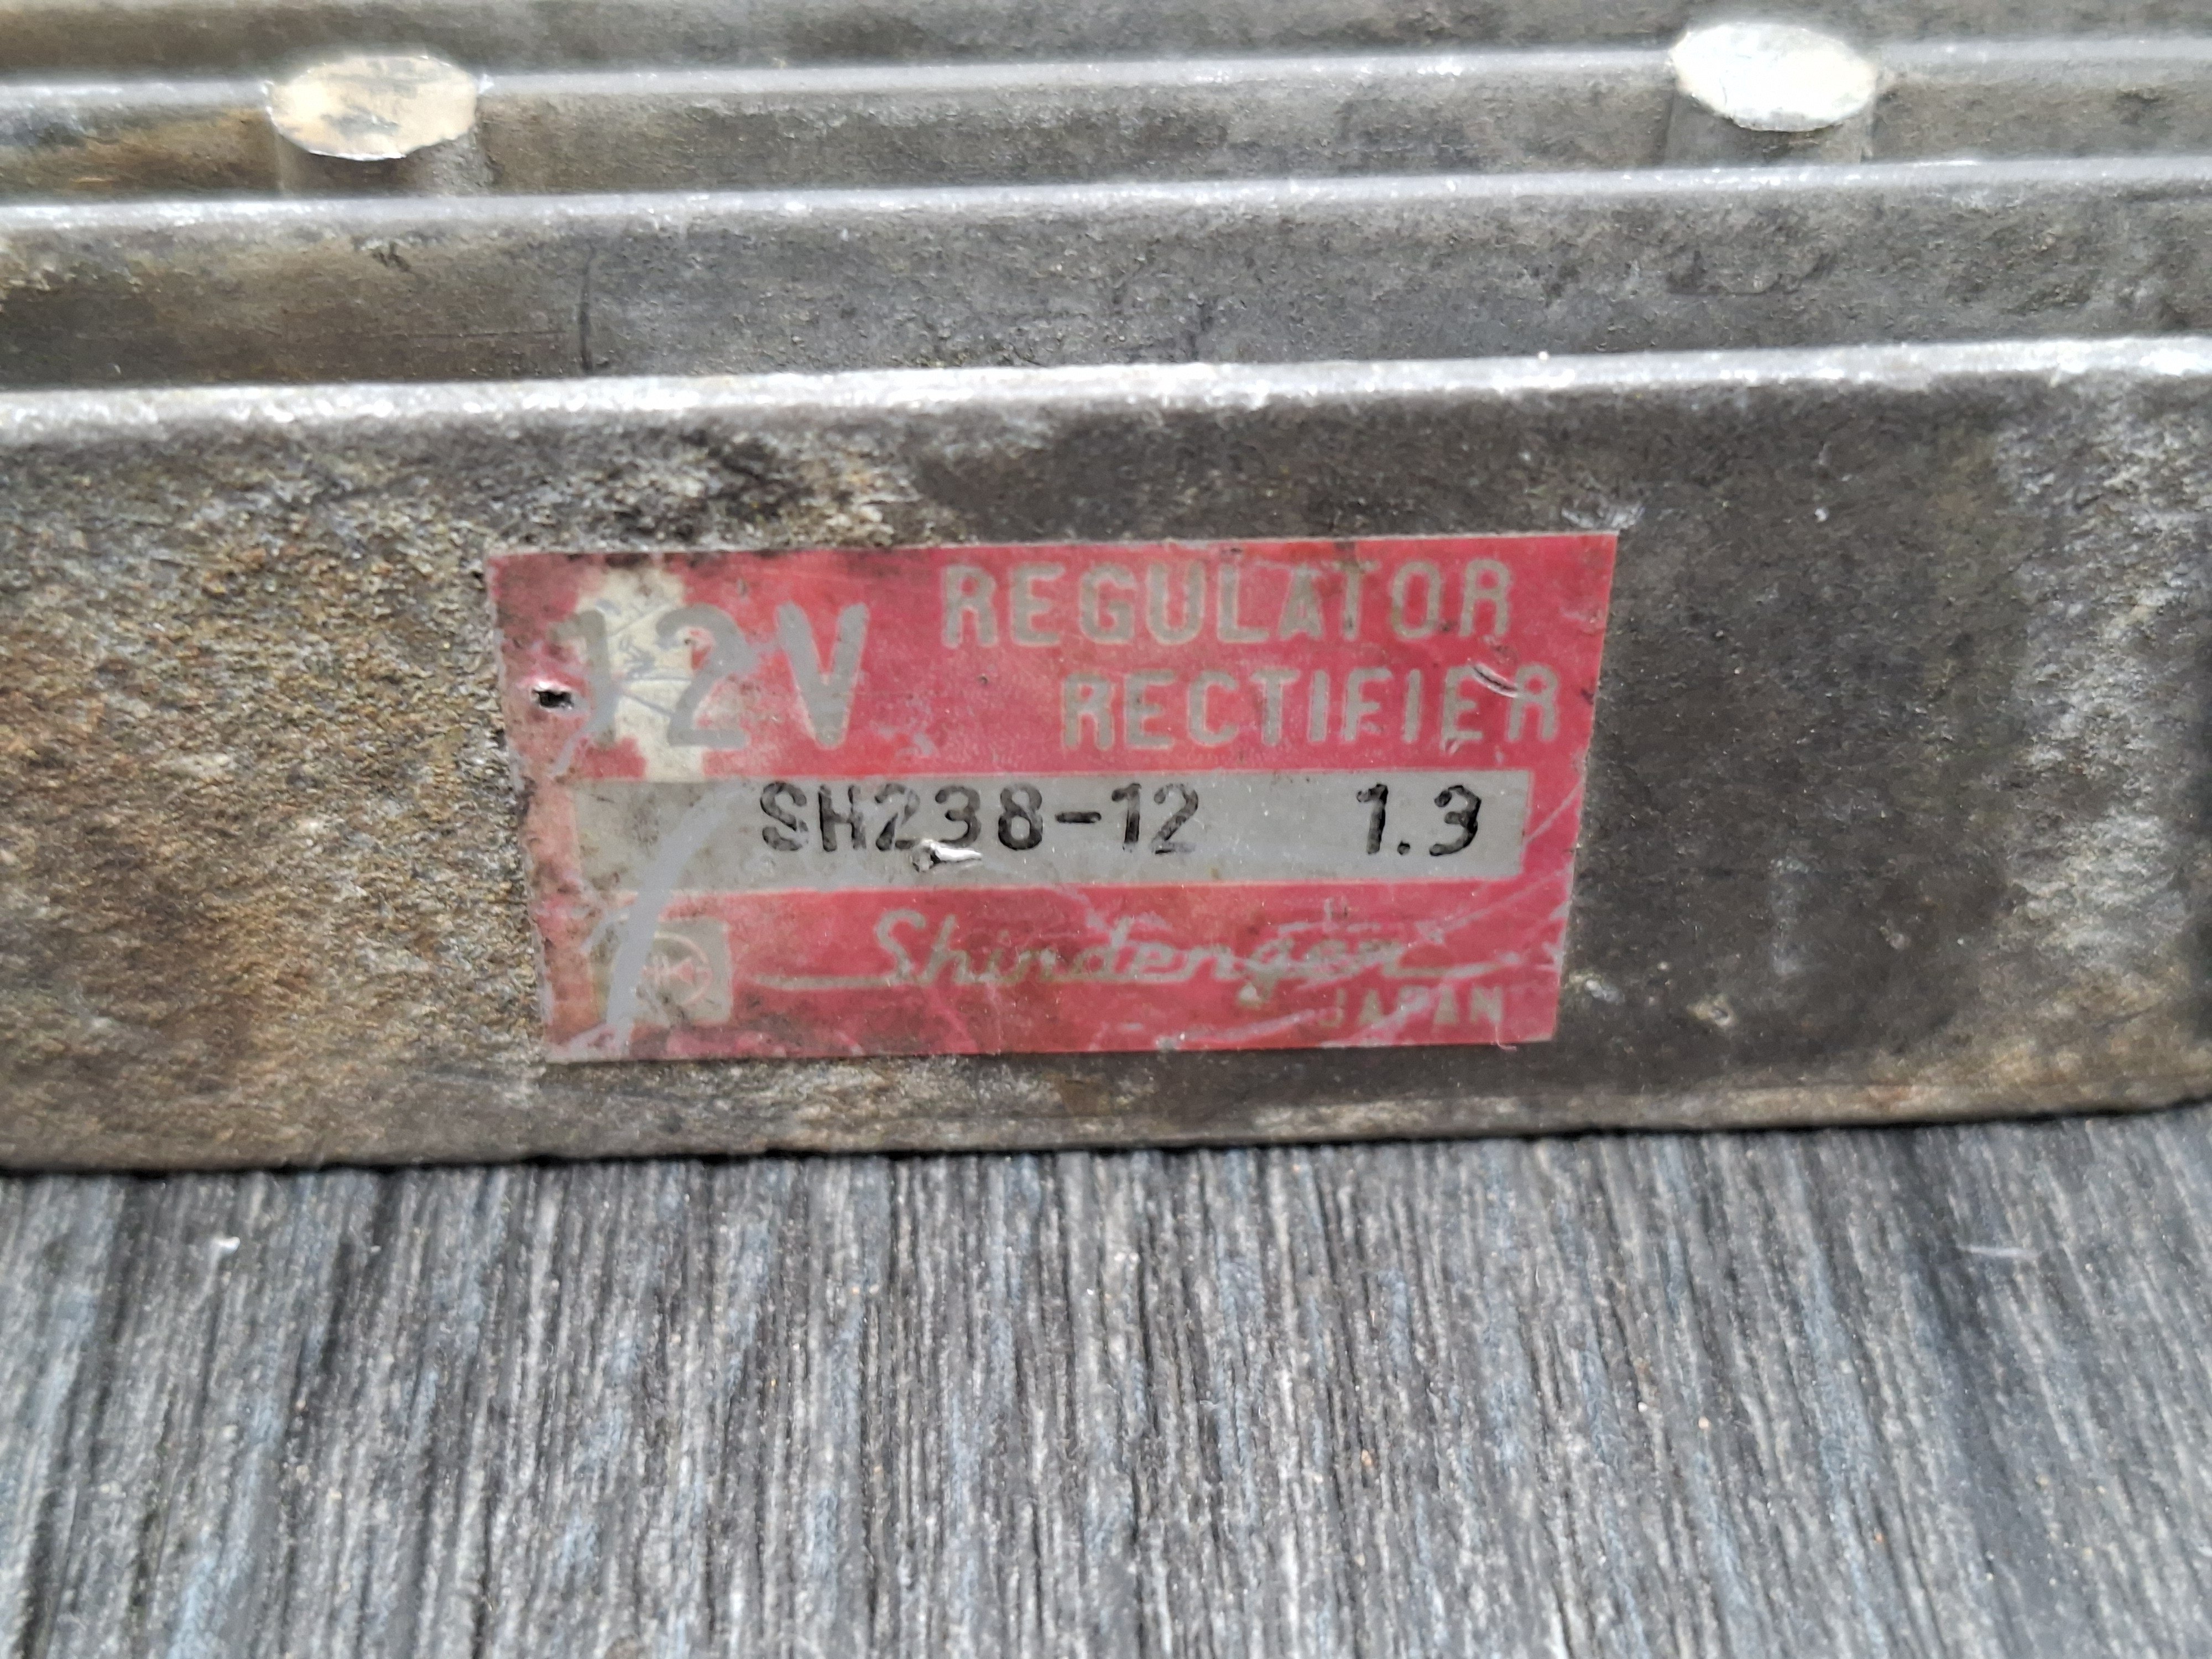 12V REGULATOR
RECTIFIER
SH238-12 1.3
Shindengen
JAPAN